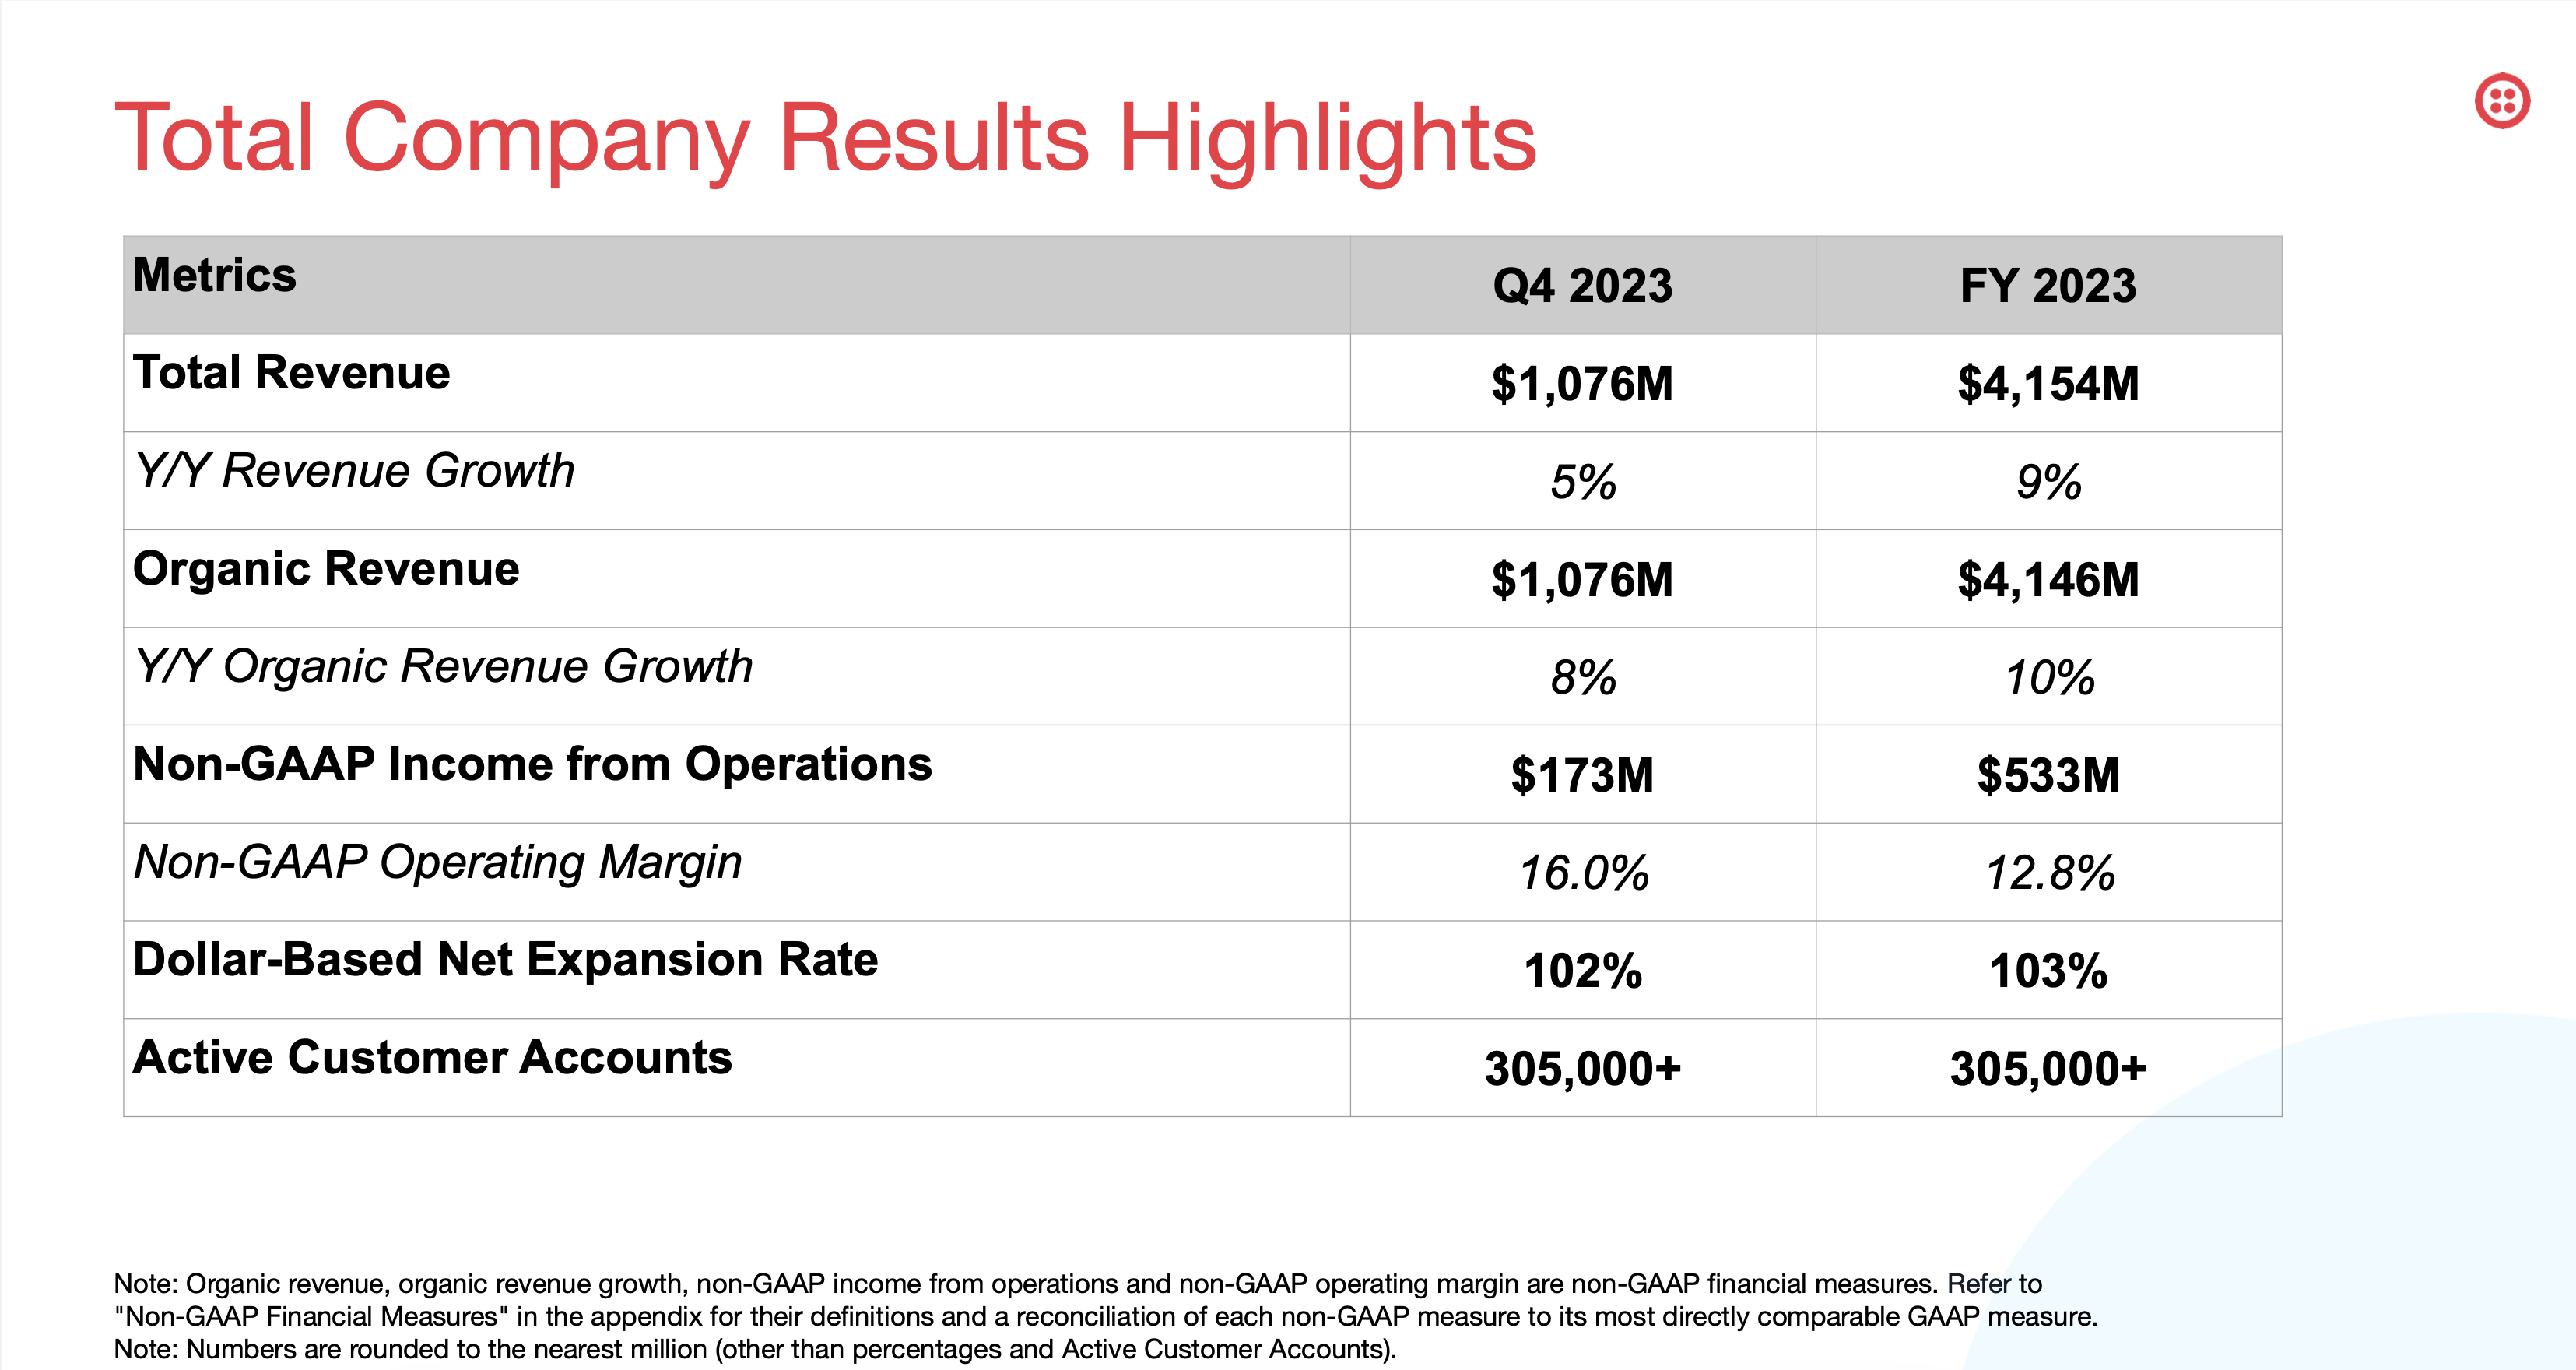 Total Company Results Highlights
Metrics Q4 2023 FY 2023
Total Revenue $1,076M $4,154M
Y/Y Revenue Growth 5% 9%
Organic Revenue $1,076M $4,146M
Y/Y Organic Revenue Growth 8% 10%
Non-GAAP Income from Operations $173M $533M
Non-GAAP Operating Margin 16.0% 12.8%
Dollar-Based Net Expansion Rate 102% 103%
Active Customer Accounts 305,000+ 305,000+
Note: Organic revenue, organic revenue growth, non-GAAP income from operations and non-GAAP operating margin are non-GAAP financial measures. Refer to
"Non-GAAP Financial Measures" in the appendix for their definitions and a reconciliation of each non-GAAP measure to its most directly comparable GAAP measure.
Note: Numbers are rounded to the nearest million (other than percentages and Active Customer Accounts).